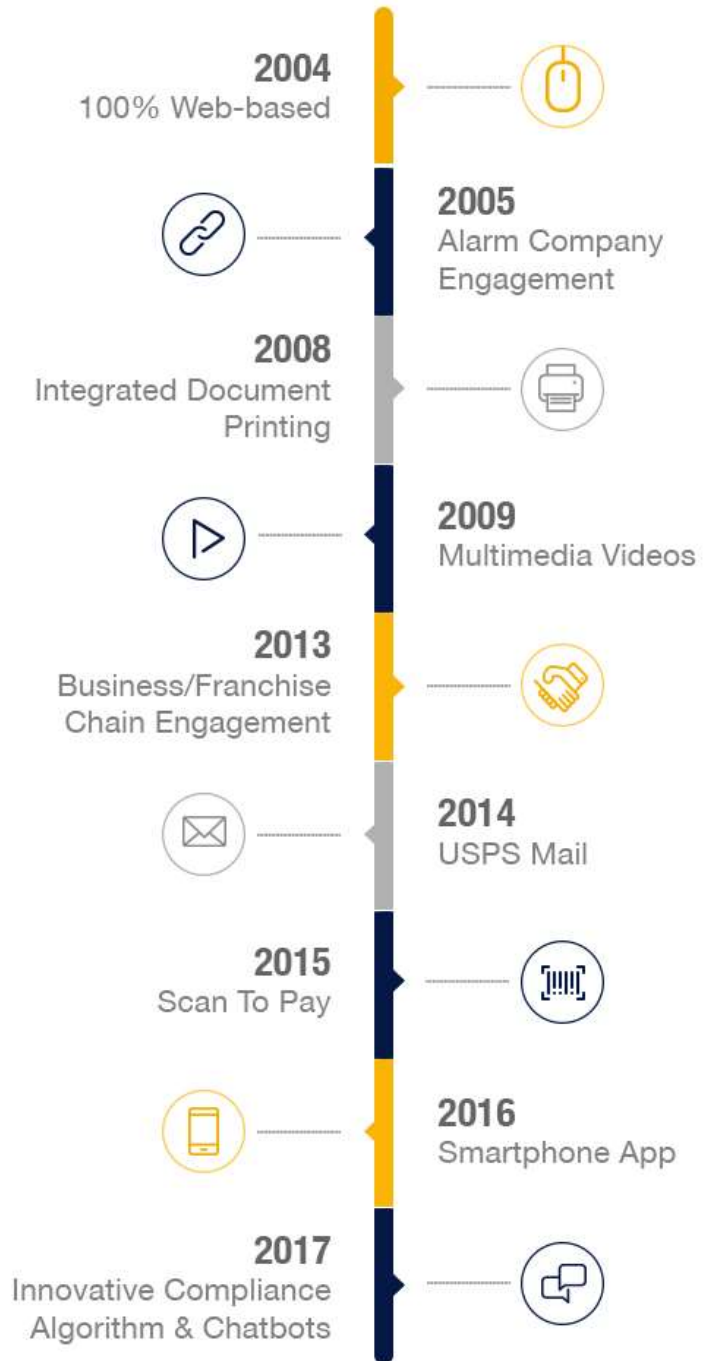 2004
100% Web-based
2005
Alarm Company
Engagement
2008
Integrated Document
Printing
2009
Multimedia Videos
2013
Business/Franchise
Chain Engagement
2014
USPS Mail
2015
Scan To Pay
2016
Smartphone App
2017
Innovative Compliance
Algorithm & Chatbots